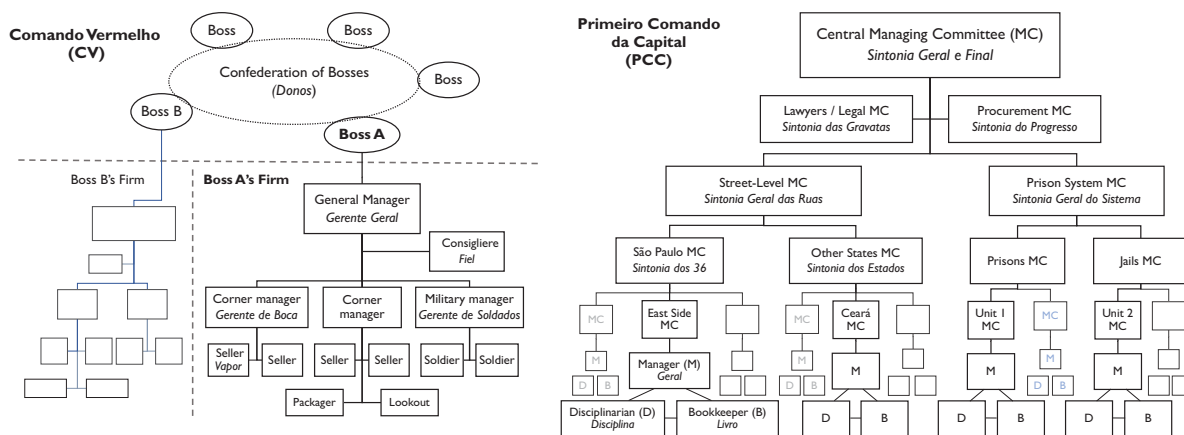 Comando Vermelho
(CV)
Boss
Boss
Boss
Confederation of Bosses
(Donos)
Boss B
Boss A
Boss B's Firm
Boss A's Firm
General Manager
Gerente Geral
Consigliere
Fiel
Corner manager
Gerente de Boca
Corner
manager
Military manager
Gerente de Soldados
Seller
Vapor
Seller
Seller
Seller
Soldier
Soldier
Packager
Lookout
Primeiro Comando
da Capital
(PCC)
Central Managing Committee (MC)
Sintonia Geral e Final
Lawyers / Legal MC
Sintonia das Gravatas
Procurement MC
Sintonia do Progresso
Street-Level MC
Sintonia Geral das Ruas
Prison System MC
Sintonia Geral do Sistema
São Paulo MC
Sintonia dos 36
Other States MC
Sintonia dos Estados
Prisons MC
Jails MC
MC
East Side
MC
MC
Ceará
MC
Unit 1
MC
MC
Unit 2
MC
M
Manager (M)
Geral
M
M
M
M
M
D
B
D
B
D
B
Disciplinarian (D)
Disciplina
Bookkeeper (B)
Livro
D
B
D
B
D
B